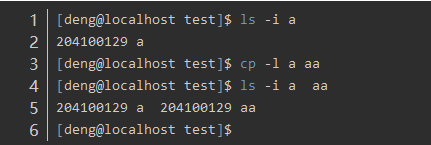 1 [deng@localhost test]$ ls -i a
2 204100129 a
3 [deng@localhost test]$ cp -l a aa
4 [deng@localhost test]$ ls -i a  aa
5 204100129 a  204100129 aa
6 [deng@localhost test]$